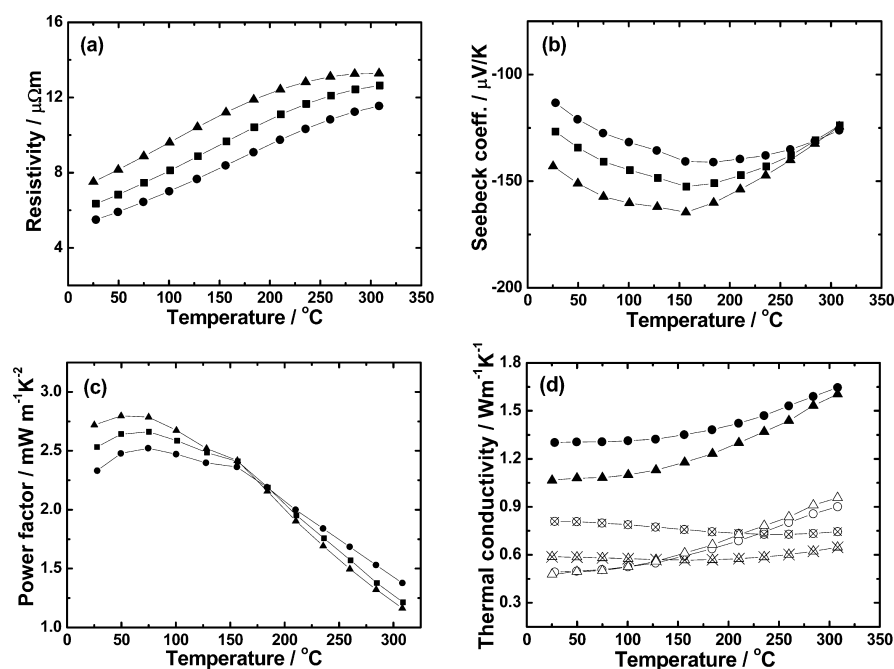 (a)
Resistivity / μΩm
16
12
8
4
0 50 100 150 200 250 300 350
Temperature / °C
(b)
Seebeck coeff. / μV/K
-50
-100
-150
-200
0 50 100 150 200 250 300 350
Temperature / °C
(c)
Power factor / mW m⁻¹K⁻²
3.0
2.5
2.0
1.5
1.0
0 50 100 150 200 250 300 350
Temperature / °C
(d)
Thermal conductivity / Wm⁻¹K⁻¹
1.8
1.5
1.2
0.9
0.6
0.3
0 50 100 150 200 250 300 350
Temperature / °C